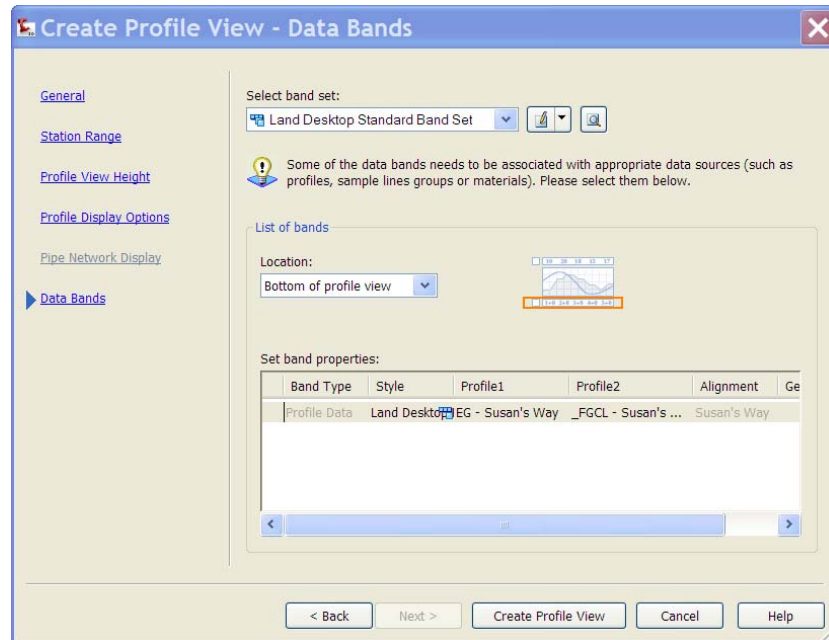 Create Profile View - Data Bands
General
Station Range
Profile View Height
Profile Display Options
Pipe Network Display
Data Bands
Select band set:
Land Desktop Standard Band Set
Some of the data bands needs to be associated with appropriate data sources (such as
profiles, sample lines groups or materials). Please select them below.
List of bands
Location:
Bottom of profile view
Set band properties:
Band Type Style Profile1 Profile2 Alignment Ge
Profile Data Land Desktop EG - Susan's Way _FGCL - Susan's ... Susan's Way
< Back Next > Create Profile View Cancel Help